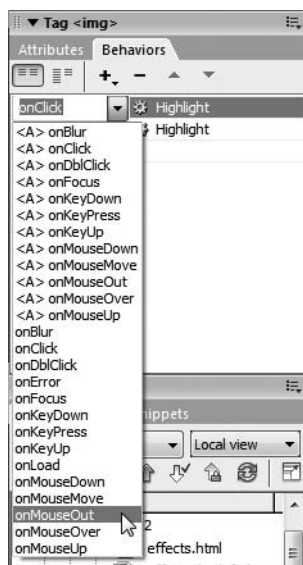 Tag <img>
Attributes Behaviors
onClick Highlight
<A> onBlur Highlight
<A> onClick
<A> onDblClick
<A> onFocus
<A> onKeyDown
<A> onKeyPress
<A> onKeyUp
<A> onMouseDown
<A> onMouseMove
<A> onMouseOut
<A> onMouseOver
<A> onMouseUp
onBlur
onClick
onDblClick
onError
onFocus
onKeyDown
onKeyPress ippets
onKeyUp Local view
onLoad
onMouseDown
onMouseMove
onMouseOut 2
onMouseOver effects.html
onMouseUp